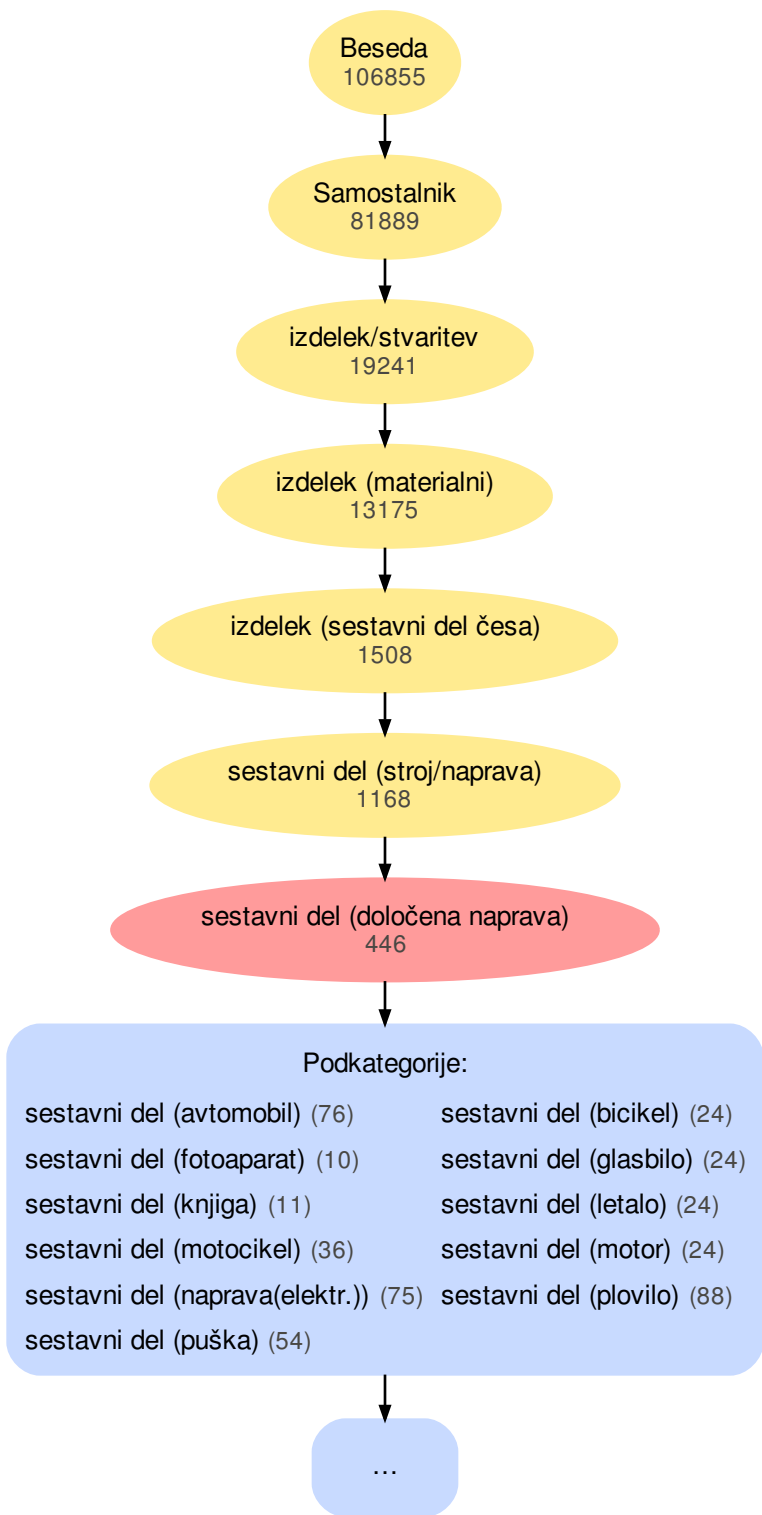 Beseda
106855
Samostalnik
81889
izdelek/stvaritev
19241
izdelek (materialni)
13175
izdelek (sestavni del česa)
1508
sestavni del (stroj/naprava)
1168
sestavni del (določena naprava)
446
Podkategorije:
sestavni del (avtomobil) (76) sestavni del (bicikel) (24)
sestavni del (fotoaparat) (10) sestavni del (glasbilo) (24)
sestavni del (knjiga) (11) sestavni del (letalo) (24)
sestavni del (motocikel) (36) sestavni del (motor) (24)
sestavni del (naprava(elektr.)) (75) sestavni del (plovilo) (88)
sestavni del (puška) (54)
...